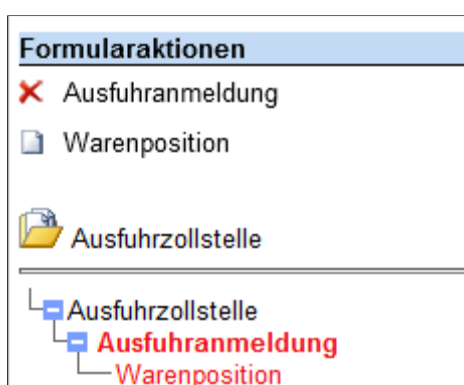 Formularaktionen
Ausfuhranmeldung
Warenposition
Ausfuhrzollstelle
Ausfuhrzollstelle
Ausfuhranmeldung
Warenposition